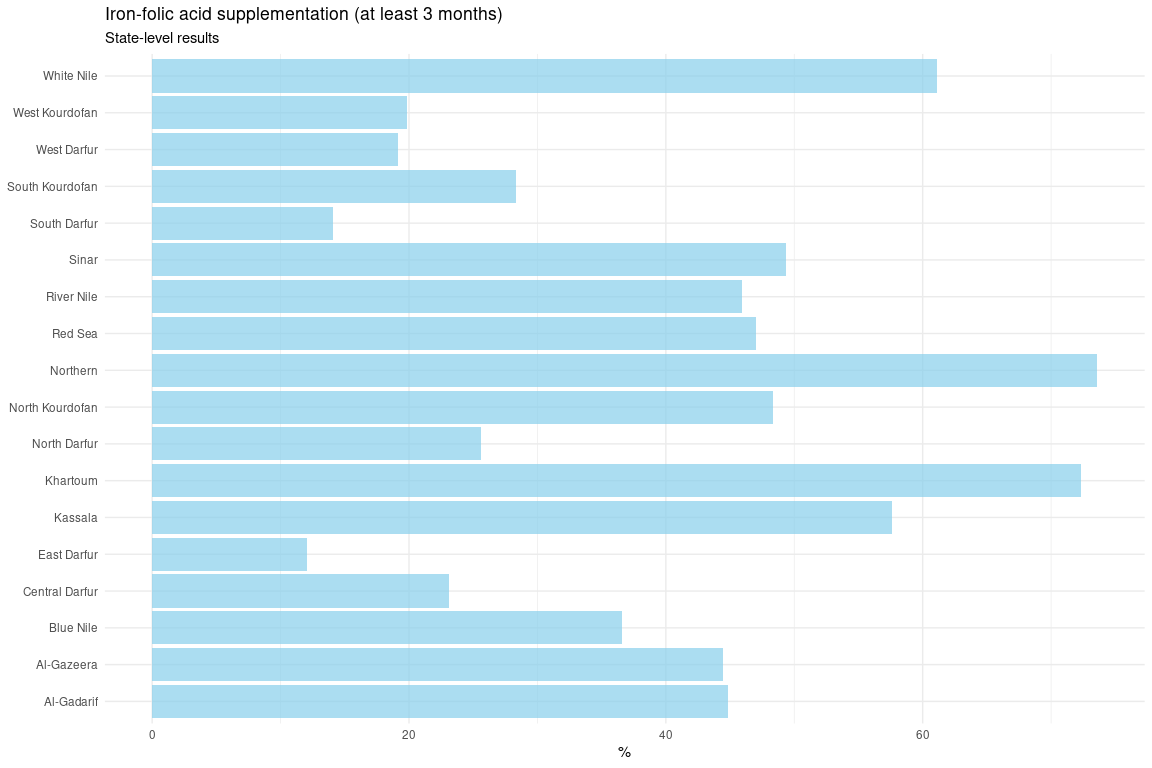 Iron-folic acid supplementation (at least 3 months)
State-level results
White Nile
West Kourdofan
West Darfur
South Kourdofan
South Darfur
Sinar
River Nile
Red Sea
Northern
North Kourdofan
North Darfur
Khartoum
Kassala
East Darfur
Central Darfur
Blue Nile
Al-Gazeera
Al-Gadarif
0 20 40 60
%